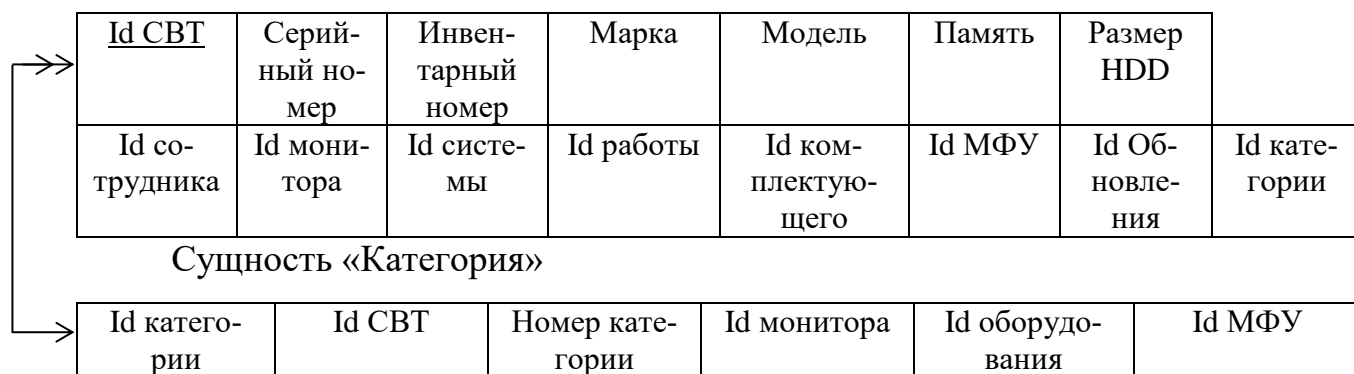 Id СВТ Серий- Инвен- Марка Модель Память Размер
ный но- тарный HDD
мер номер
Id со- Id мони- Id систе- Id работы Id ком- Id МФУ Id Об- Id кате-
трудника тора мы плектую- новле- гории
щего ния
Сущность «Категория»
Id катего- Id СВТ Номер кате- Id монитора Id оборудо- Id МФУ
рии гории вания